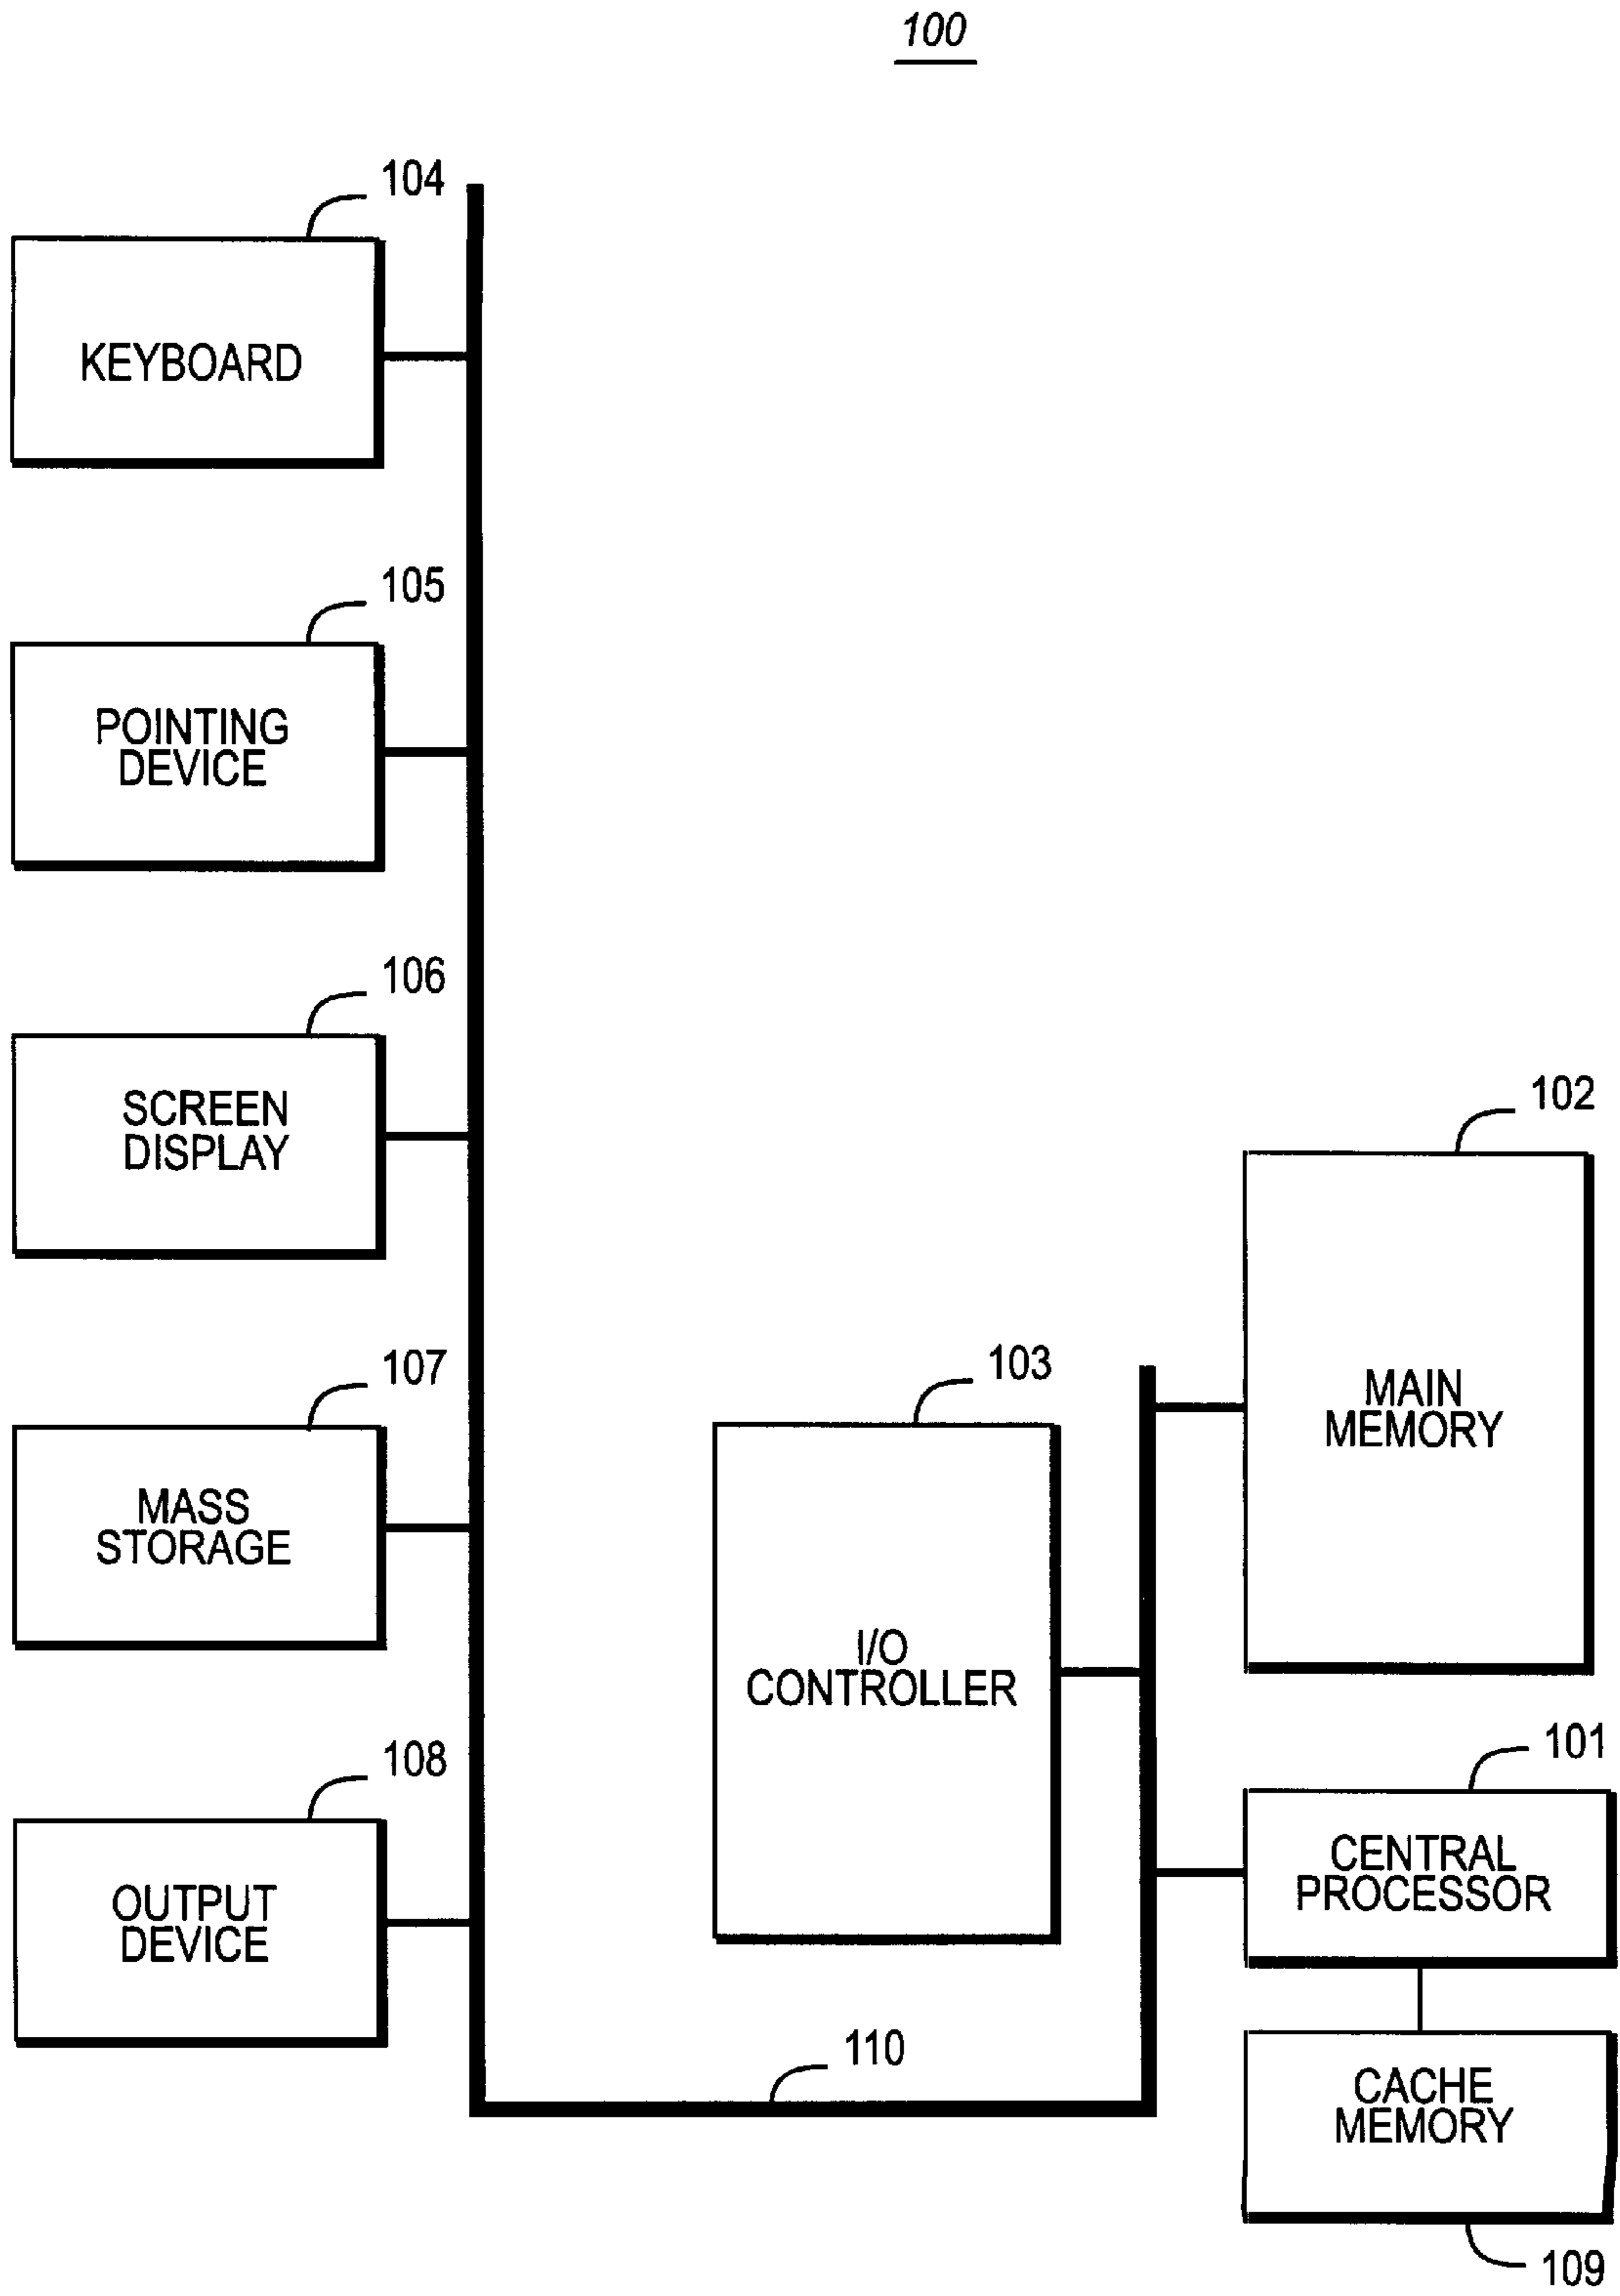 100
104
KEYBOARD
105
POINTING
DEVICE
106
SCREEN
DISPLAY
107
MASS
STORAGE
108
OUTPUT
DEVICE
103
I/O
CONTROLLER
102
MAIN
MEMORY
101
CENTRAL
PROCESSOR
110
CACHE
MEMORY
109